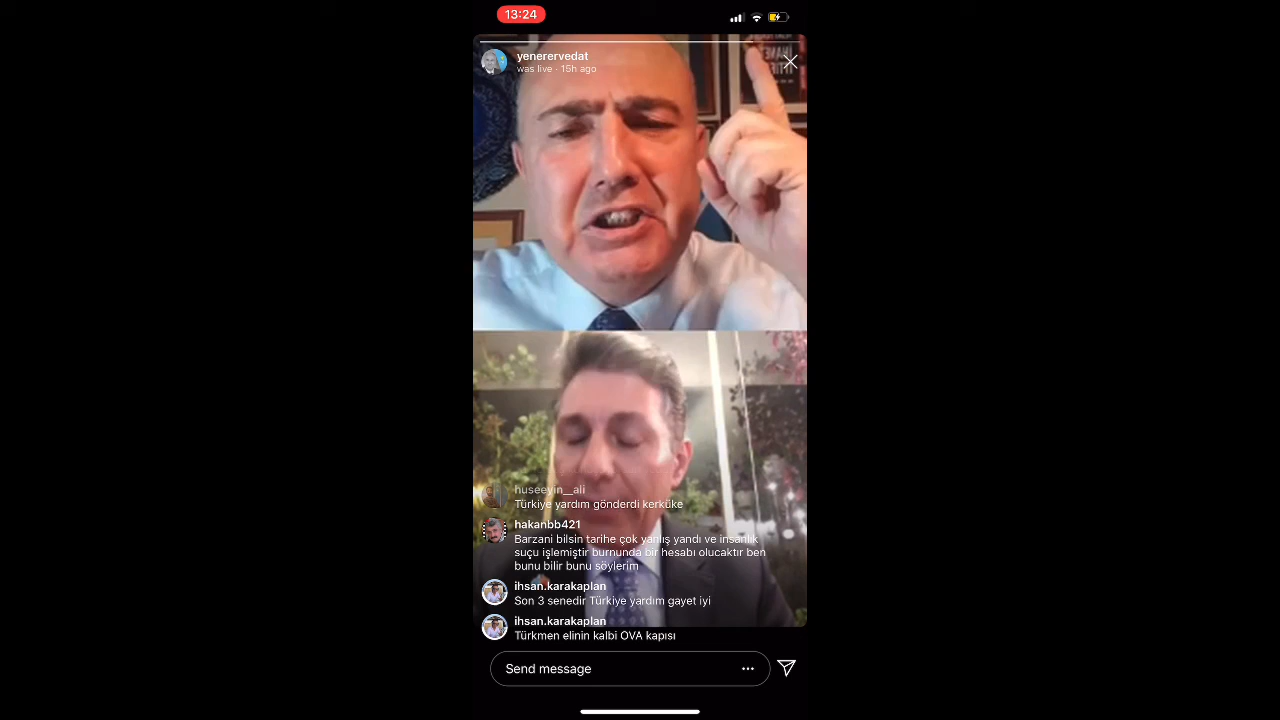 13:24
yenerervedat
was live · 15h ago
huseeyin__ali
Türkiye yardım gönderdi kerküke
hakanbb421
Barzani bilsin tarihe çok yanlış yandı ve insanlık
suçu işlemiştir burnunda bir hesabı olucaktır ben
bunu bilir bunu söylerim
ihsan.karakaplan
Son 3 senedir Türkiye yardım gayet iyi
ihsan.karakaplan
Türkmen elinin kalbi OVA kapısı
Send message